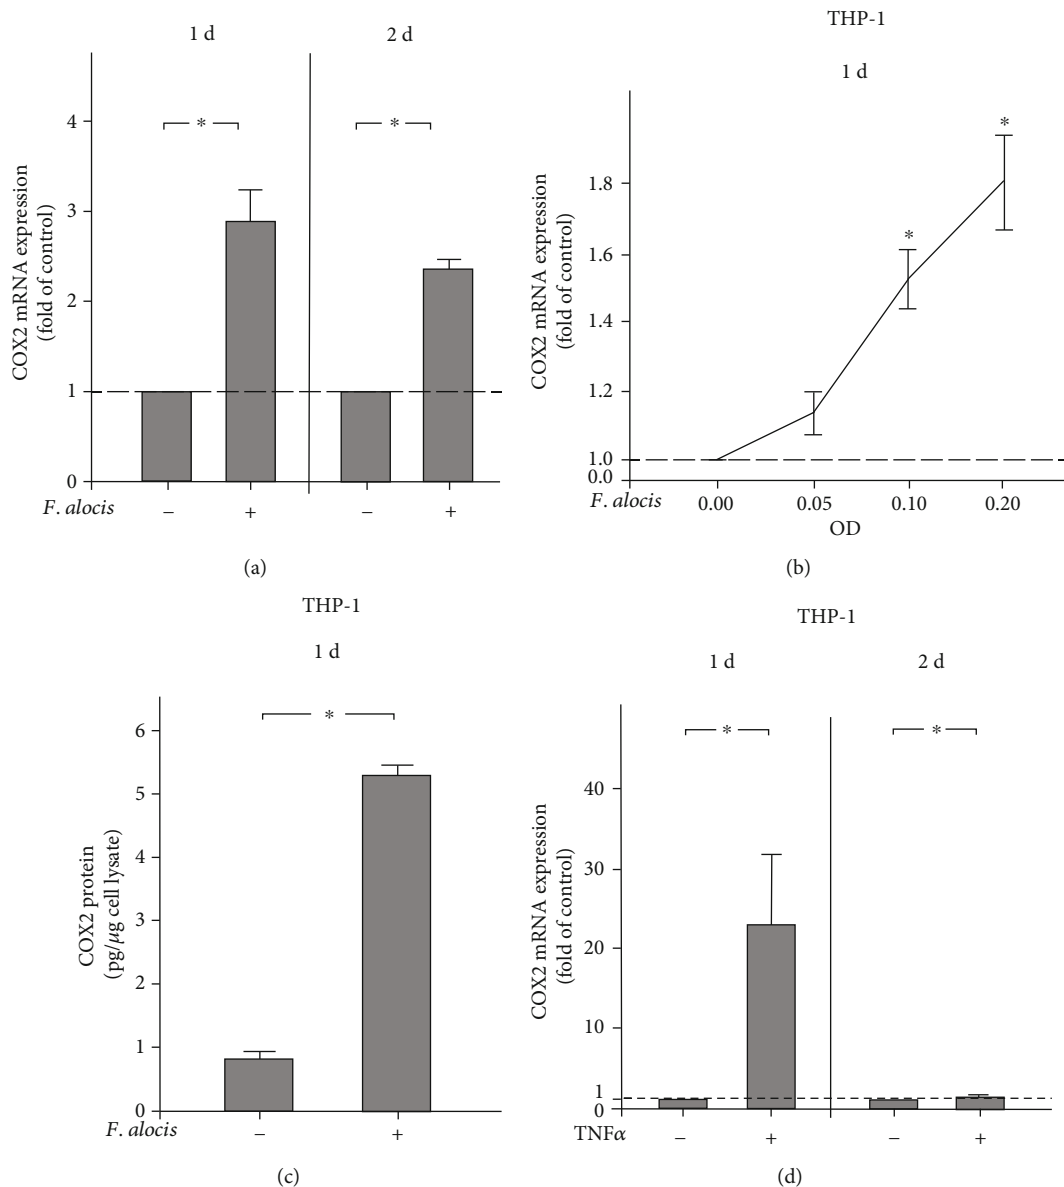 1 d
2 d
COX2 mRNA expression
(fold of control)
4
3
2
1
0
*
*
F. alocis
−
+
−
+
(a)
THP-1
1 d
COX2 mRNA expression
(fold of control)
1.8
1.6
1.4
1.2
1.0
0.0
*
*
F. alocis
0.00
0.05
0.10
0.20
OD
(b)
THP-1
1 d
COX2 protein
(pg/μg cell lysate)
6
5
4
3
2
1
0
*
F. alocis
−
+
(c)
THP-1
1 d
2 d
COX2 mRNA expression
(fold of control)
40
30
20
10
1
0
*
*
TNFα
−
+
−
+
(d)